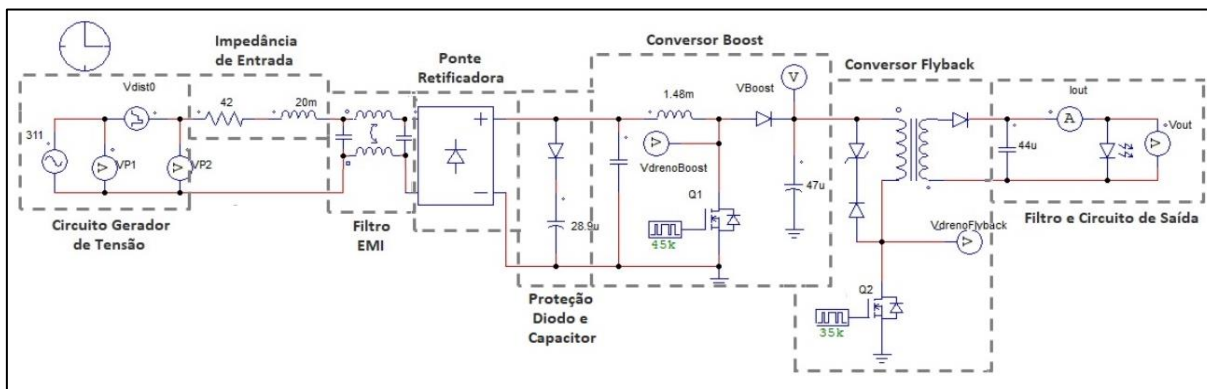 Impedância
de Entrada
Ponte
Retificadora
Conversor Boost
Conversor Flyback
Vdist0
42
20m
1.48m
VBoost
V
Iout
A
311
VP1
VP2
V
V
VdrenoBoost
V
Vout
V
44u
Q1
47u
28.9u
45k
VdrenoFlyback
V
Q2
35k
Circuito Gerador
de Tensão
Filtro
EMI
Proteção
Diodo e
Capacitor
Filtro e Circuito de Saída